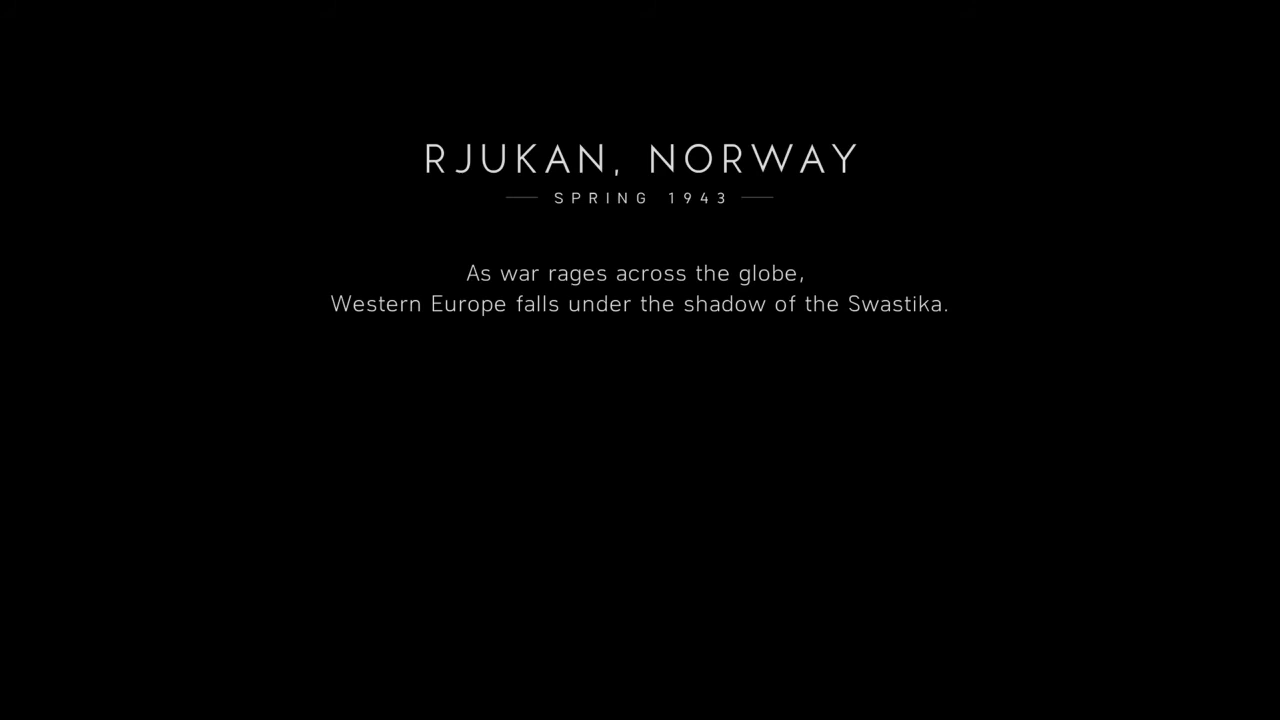 RJUKAN, NORWAY
SPRING 1943
As war rages across the globe,
Western Europe falls under the shadow of the Swastika.